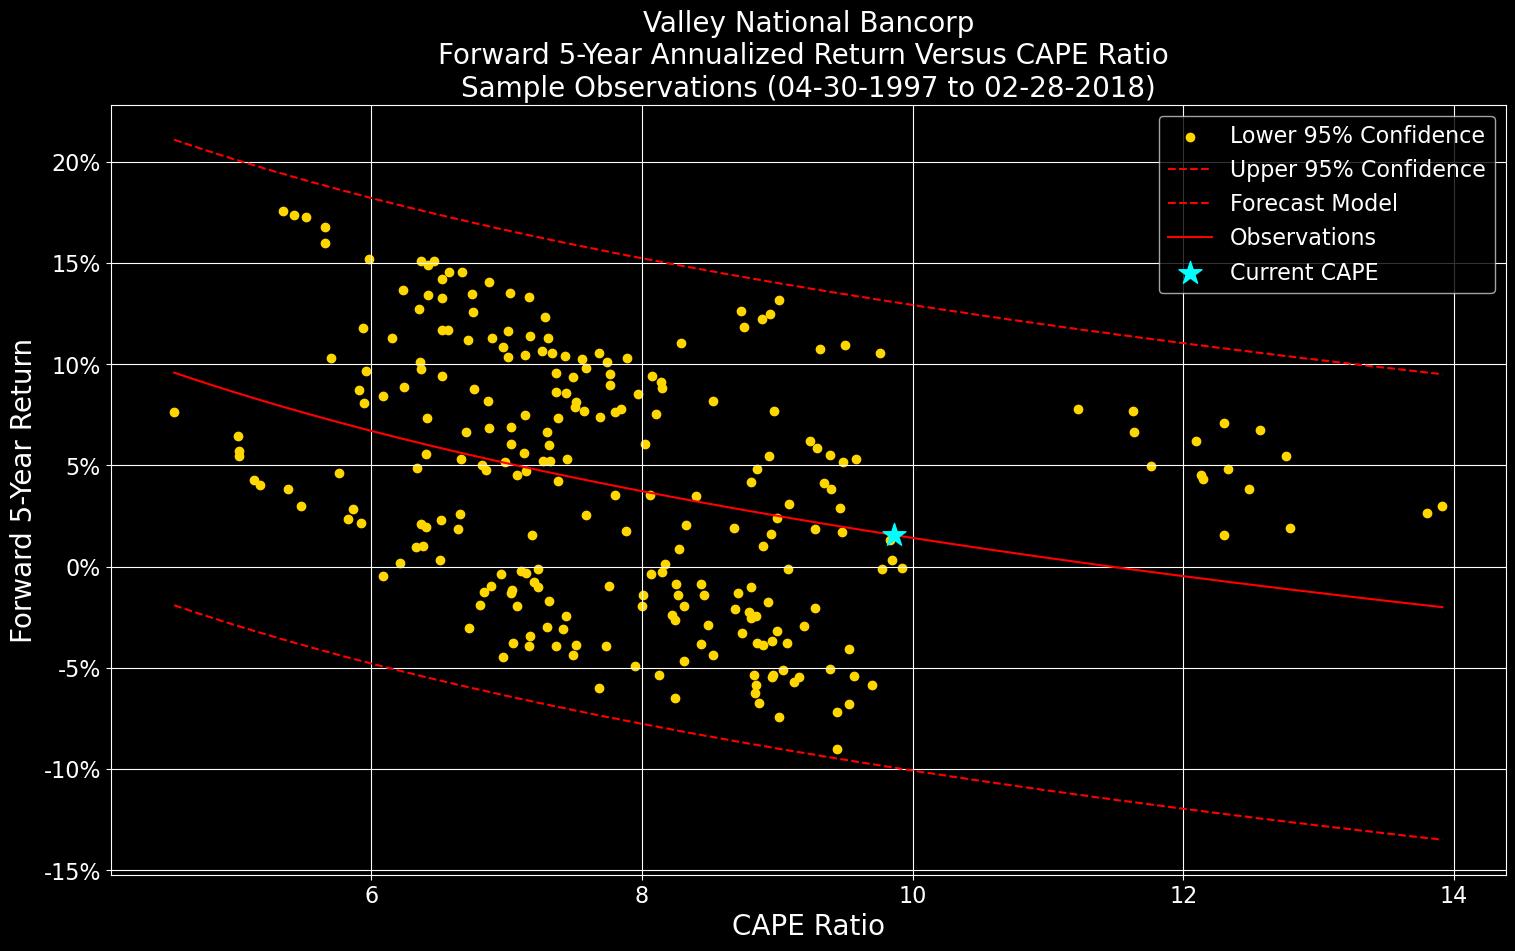 Valley National Bancorp
Forward 5-Year Annualized Return Versus CAPE Ratio
Sample Observations (04-30-1997 to 02-28-2018)
Lower 95% Confidence
Upper 95% Confidence
Forecast Model
Observations
Current CAPE
Forward 5-Year Return
20%
15%
10%
5%
0%
-5%
-10%
-15%
6 8 10 12 14
CAPE Ratio